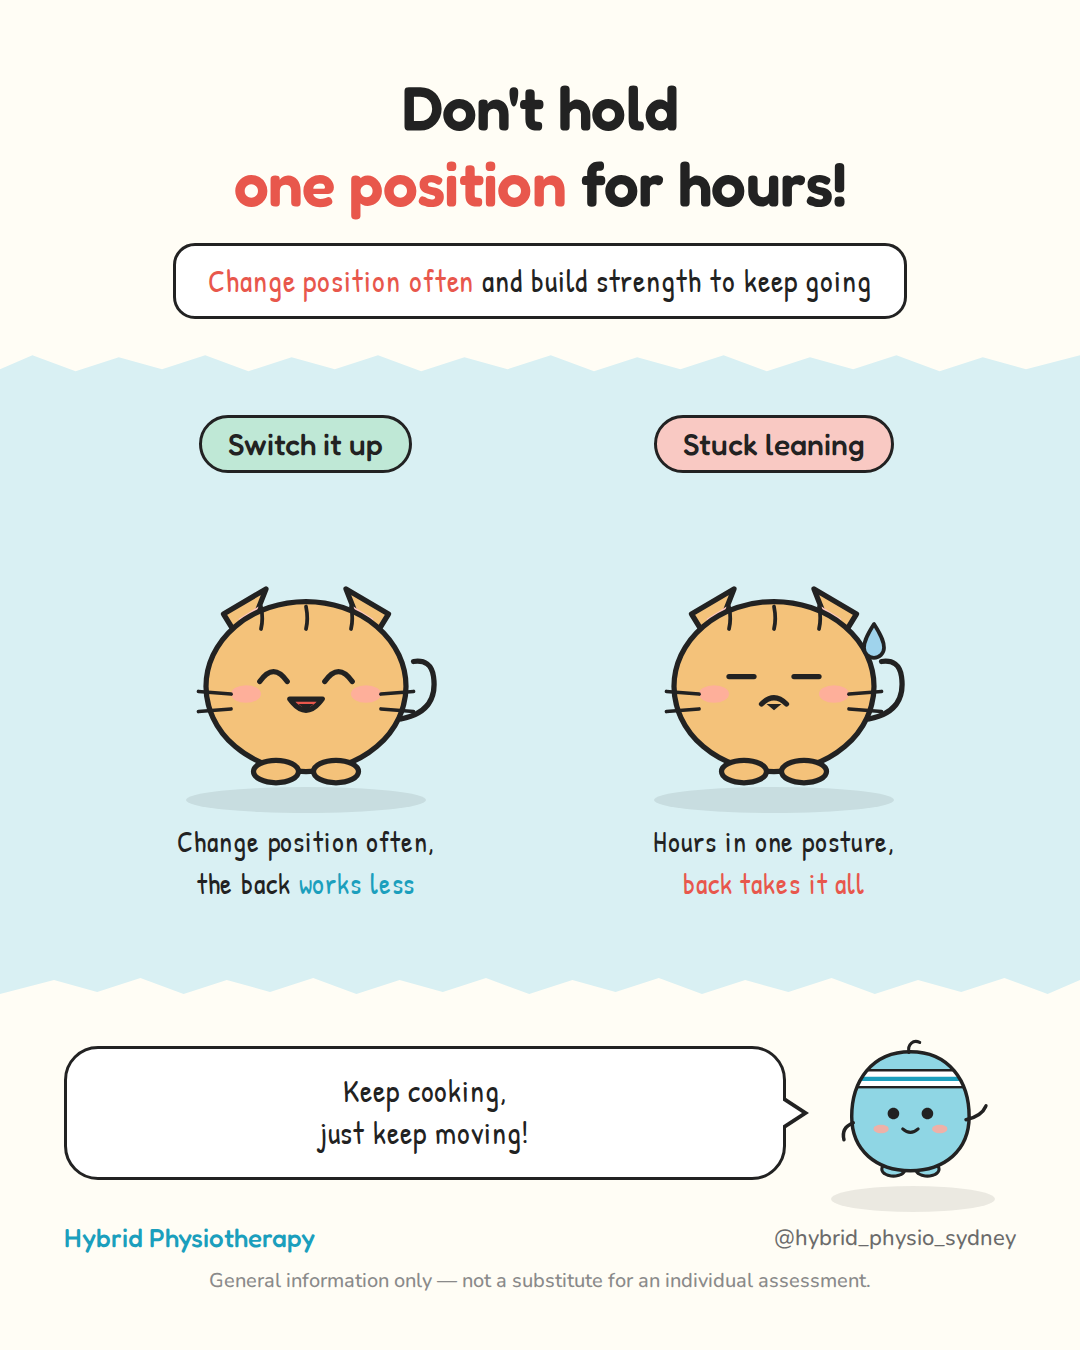 Don't hold
one position for hours!
Change position often and build strength to keep going
Switch it up
Stuck leaning
Change position often,
the back works less
Hours in one posture,
back takes it all
Keep cooking,
just keep moving!
Hybrid Physiotherapy
@hybrid_physio_sydney
General information only — not a substitute for an individual assessment.